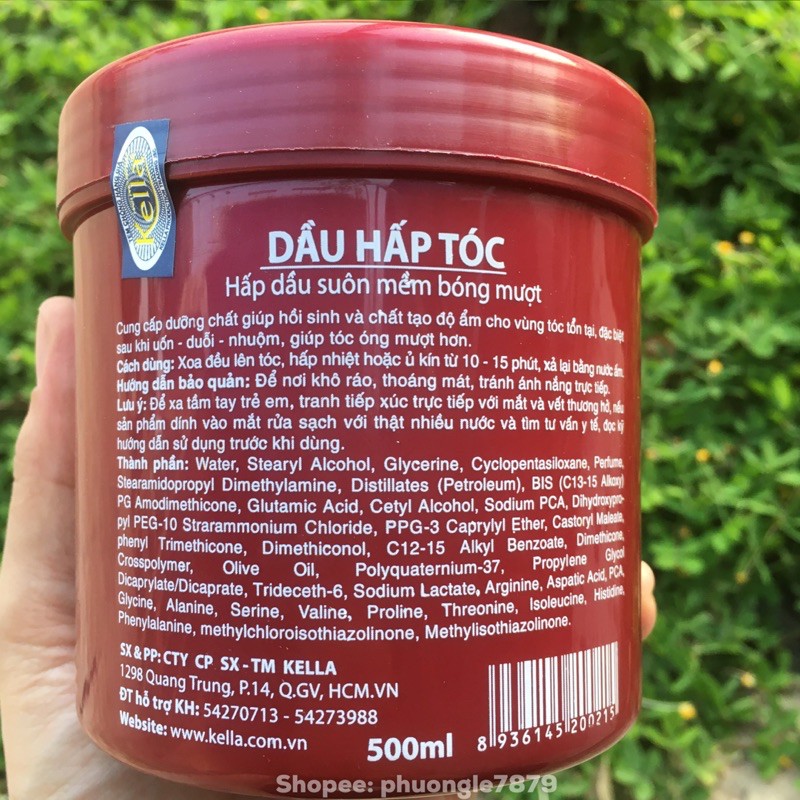 Kella
DẦU HẤP TÓC
Hấp dầu suôn mềm bóng mượt
Cung cấp dưỡng chất giúp hồi sinh và chất tạo độ ẩm cho vùng tóc tổn tại, đặc biệt
sau khi uốn - duỗi - nhuộm, giúp tóc óng mượt hơn.
Cách dùng: Xoa đều lên tóc, hấp nhiệt hoặc ủ kín từ 10 - 15 phút, xả lại bằng nước ấm.
Hướng dẫn bảo quản: Để nơi khô ráo, thoáng mát, tránh ánh nắng trực tiếp.
Lưu ý: Để xa tầm tay trẻ em, tranh tiếp xúc trực tiếp với mắt và vết thương hở, nếu
sản phẩm dính vào mắt rửa sạch với thật nhiều nước và tìm tư vấn y tế, đọc kỹ
hướng dẫn sử dụng trước khi dùng.
Thành phần: Water, Stearyl Alcohol, Glycerine, Cyclopentasiloxane, Perfume,
Stearamidopropyl Dimethylamine, Distillates (Petroleum), BIS (C13-15 Alkoxy)
PG Amodimethicone, Glutamic Acid, Cetyl Alcohol, Sodium PCA, Dihydroxypro-
pyl PEG-10 Strarammonium Chloride, PPG-3 Caprylyl Ether, Castoryl Maleate,
phenyl Trimethicone, Dimethiconol, C12-15 Alkyl Benzoate, Dimethicone,
Crosspolymer, Olive Oil, Polyquaternium-37, Propylene Glycol
Dicaprylate/Dicaprate, Trideceth-6, Sodium Lactate, Arginine, Aspatic Acid, PCA,
Glycine, Alanine, Serine, Valine, Proline, Threonine, Isoleucine, Histidine,
Phenylalanine, methylchloroisothiazolinone, Methylisothiazolinone.
SX & PP: CTY CP SX - TM KELLA
1298 Quang Trung, P.14, Q.GV, HCM.VN
ĐT hỗ trợ KH: 54270713 - 54273988
Website: www.kella.com.vn
500ml
8 936145 200215
Shopee: phuongle7879